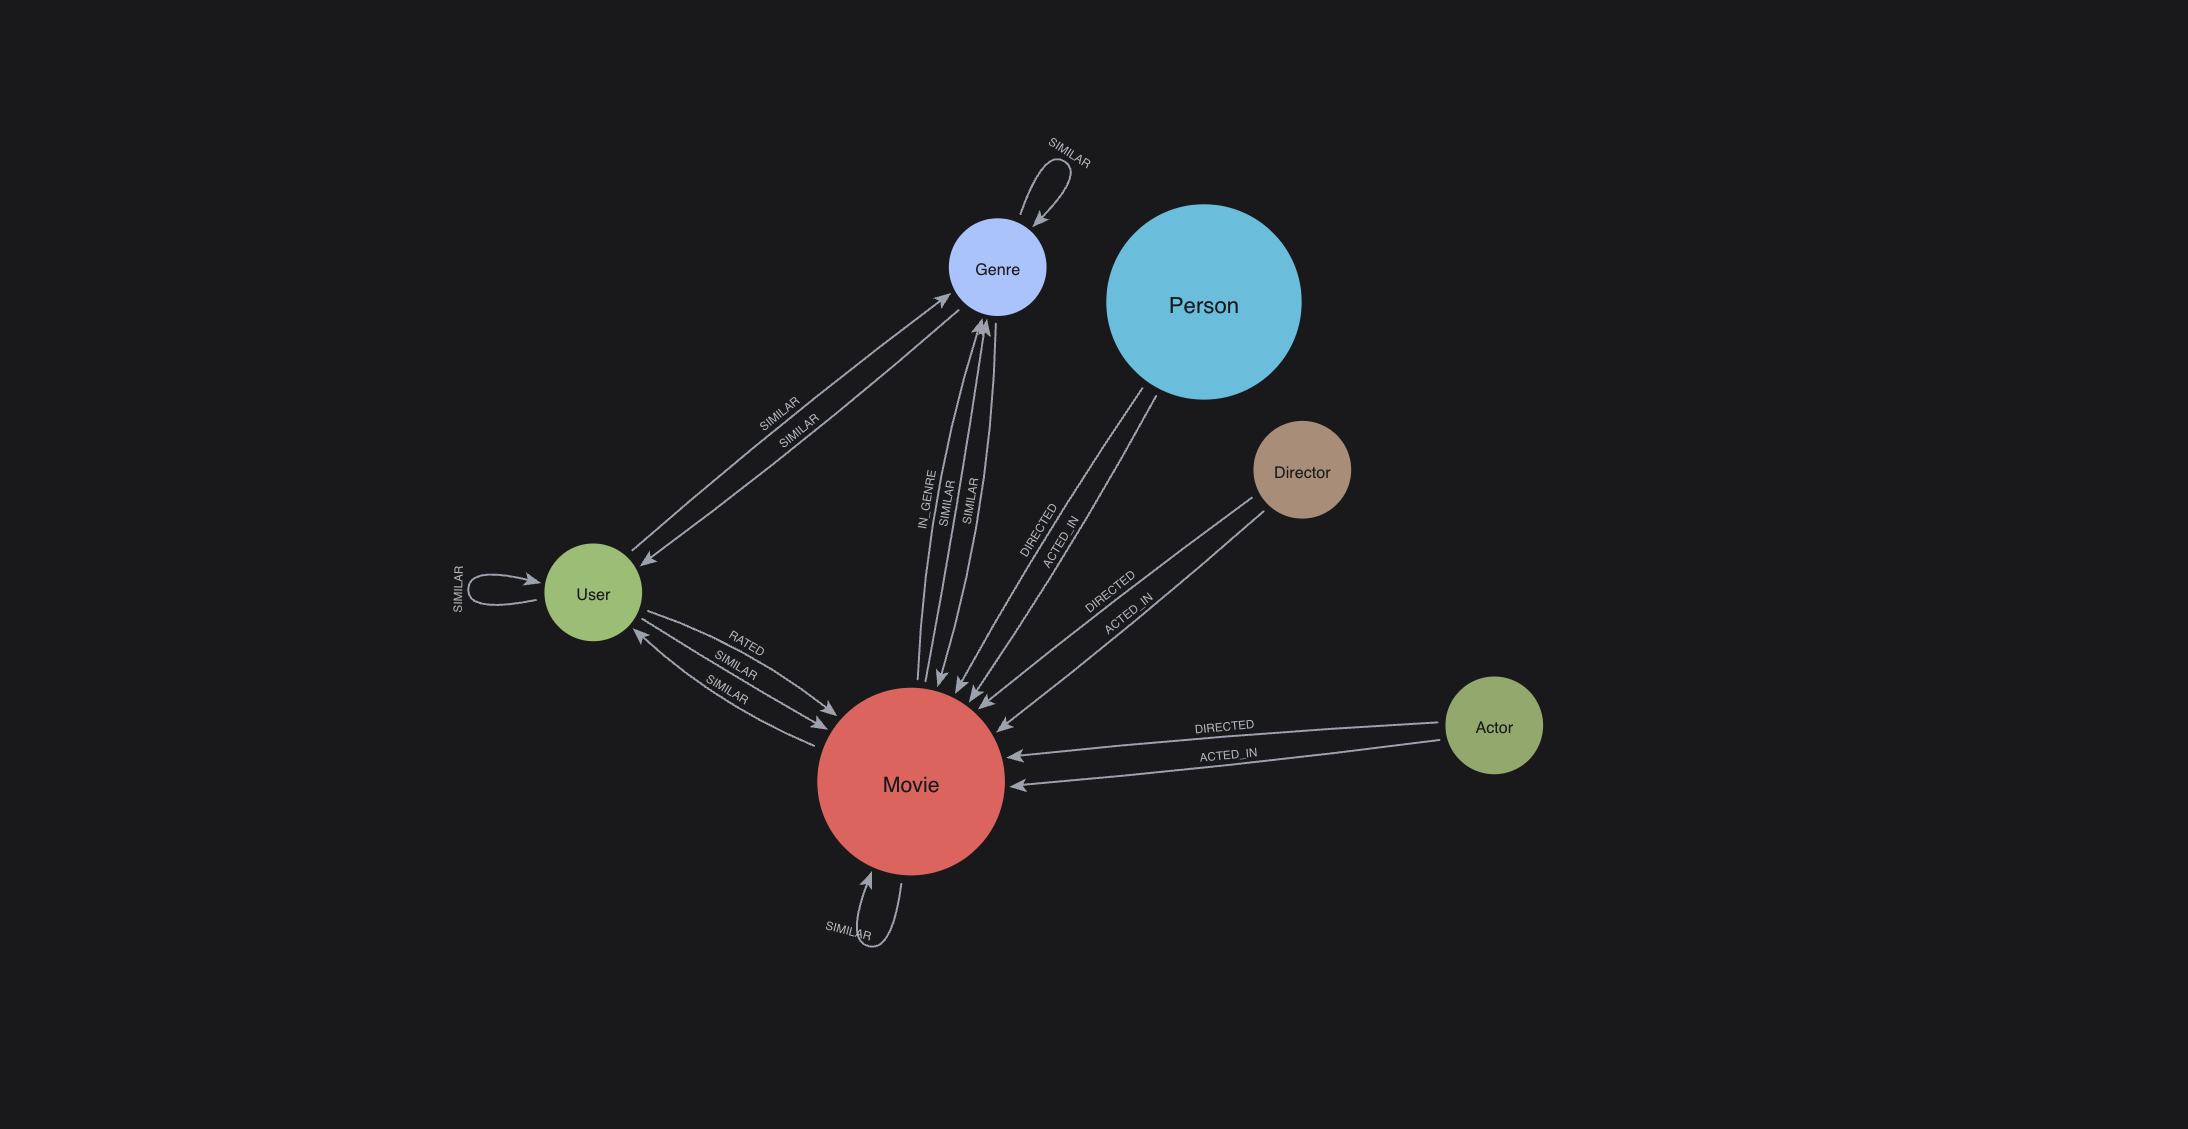 SIMILAR
Genre
Person
SIMILAR
SIMILAR
IN_GENRE
SIMILAR
SIMILAR
DIRECTED
ACTED_IN
Director
DIRECTED
ACTED_IN
SIMILAR
User
RATED
SIMILAR
SIMILAR
DIRECTED
ACTED_IN
Actor
Movie
SIMILAR